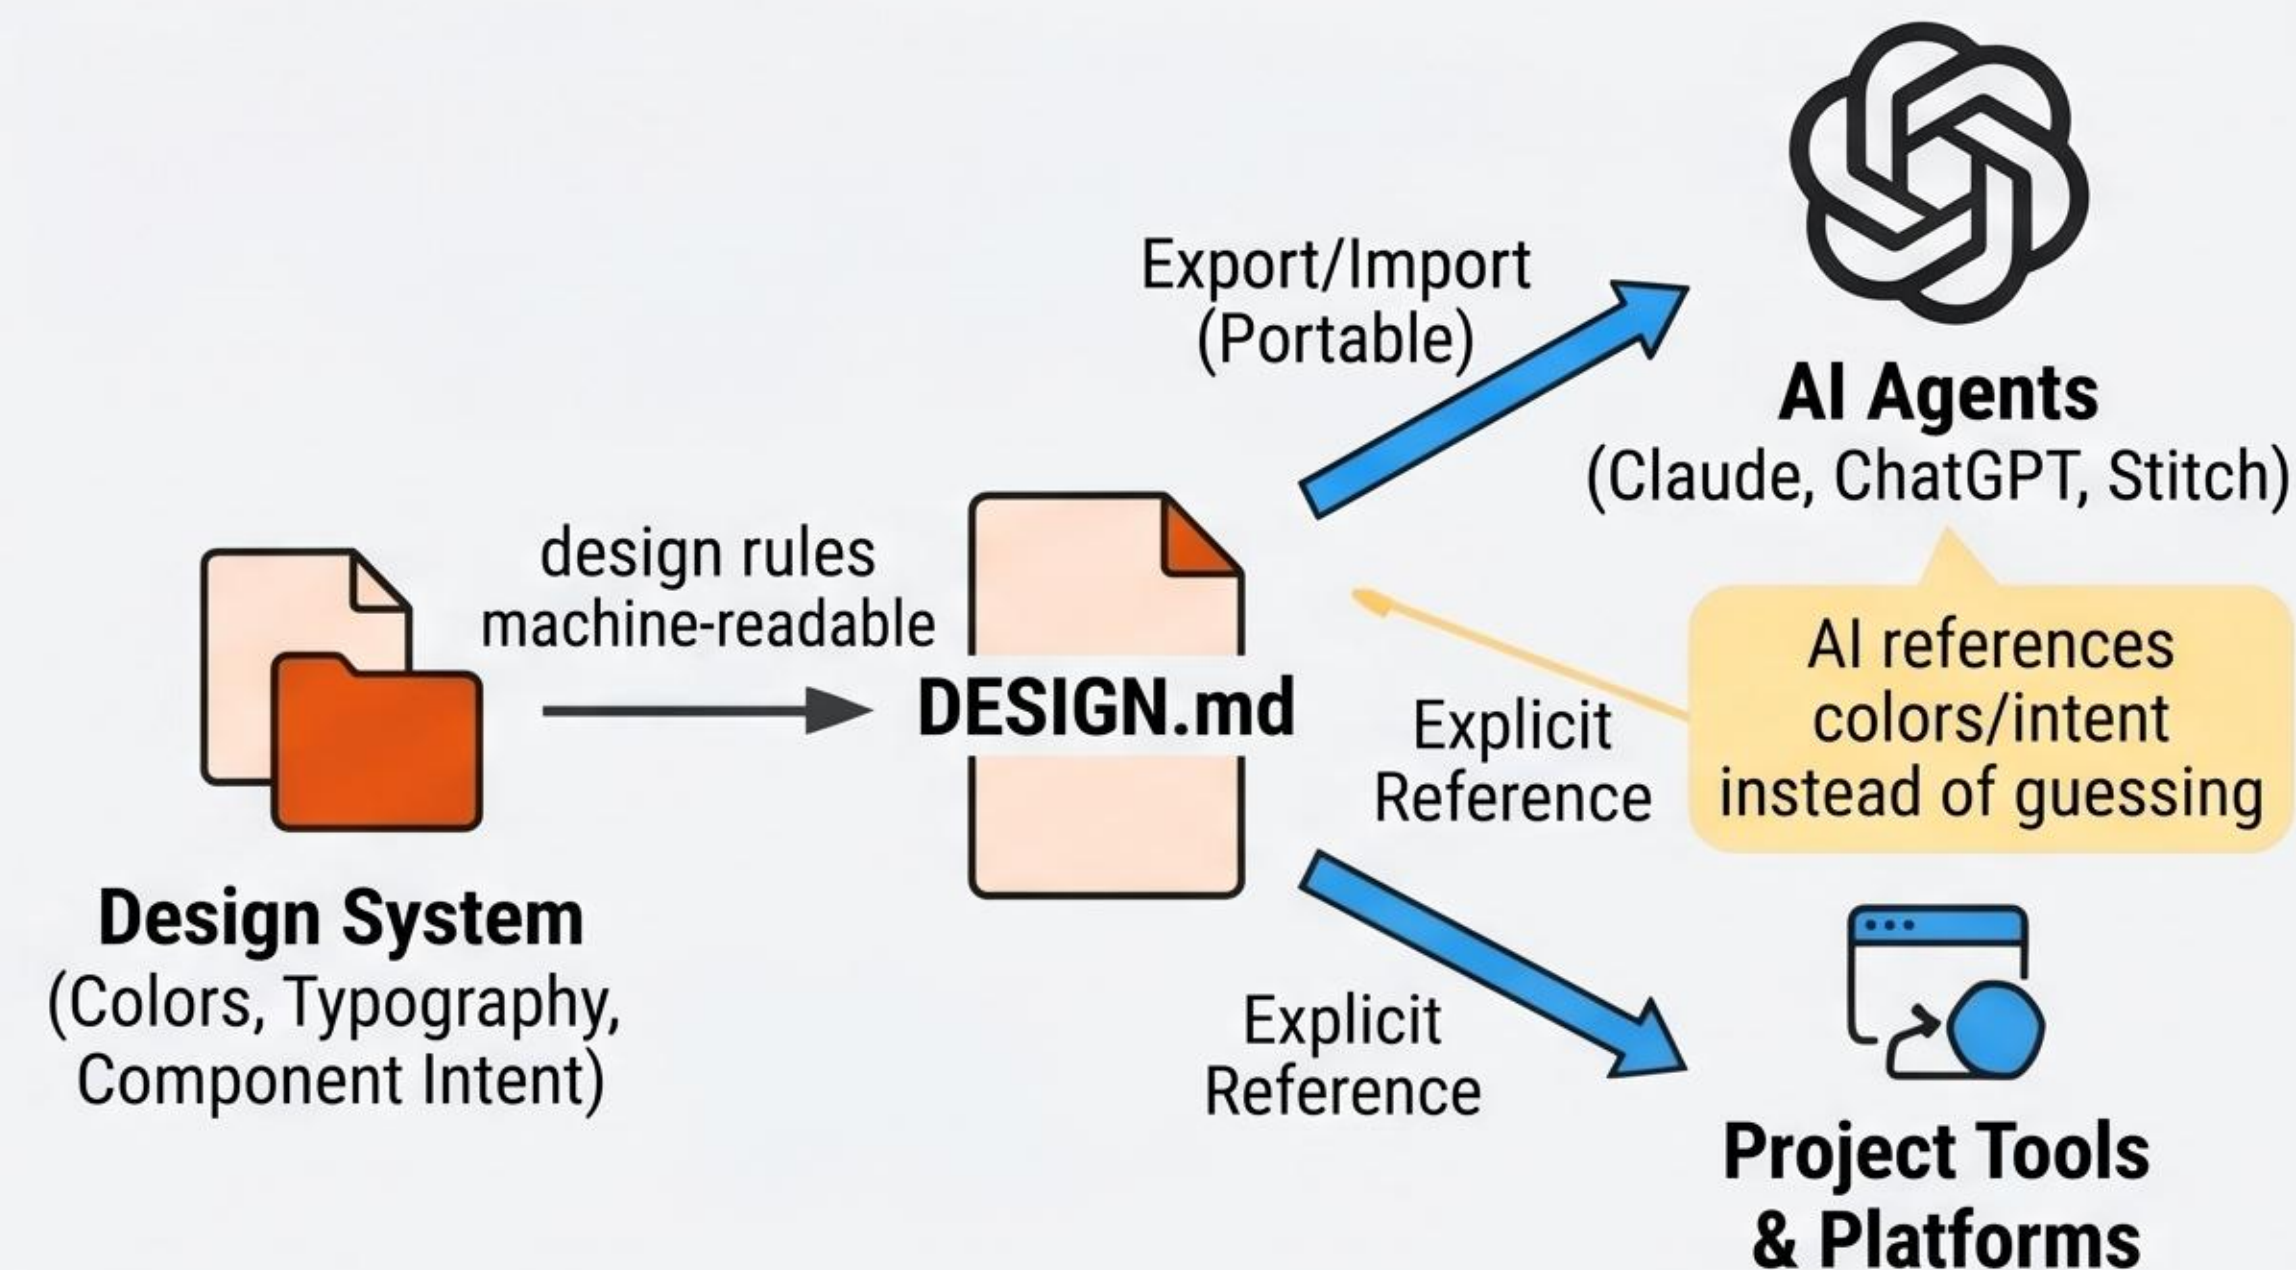 Export/Import
(Portable)
AI Agents
(Claude, ChatGPT, Stitch)
design rules
machine-readable
DESIGN.md
AI references
colors/intent
instead of guessing
Explicit
Reference
Design System
(Colors, Typography,
Component Intent)
Explicit
Reference
Project Tools
& Platforms